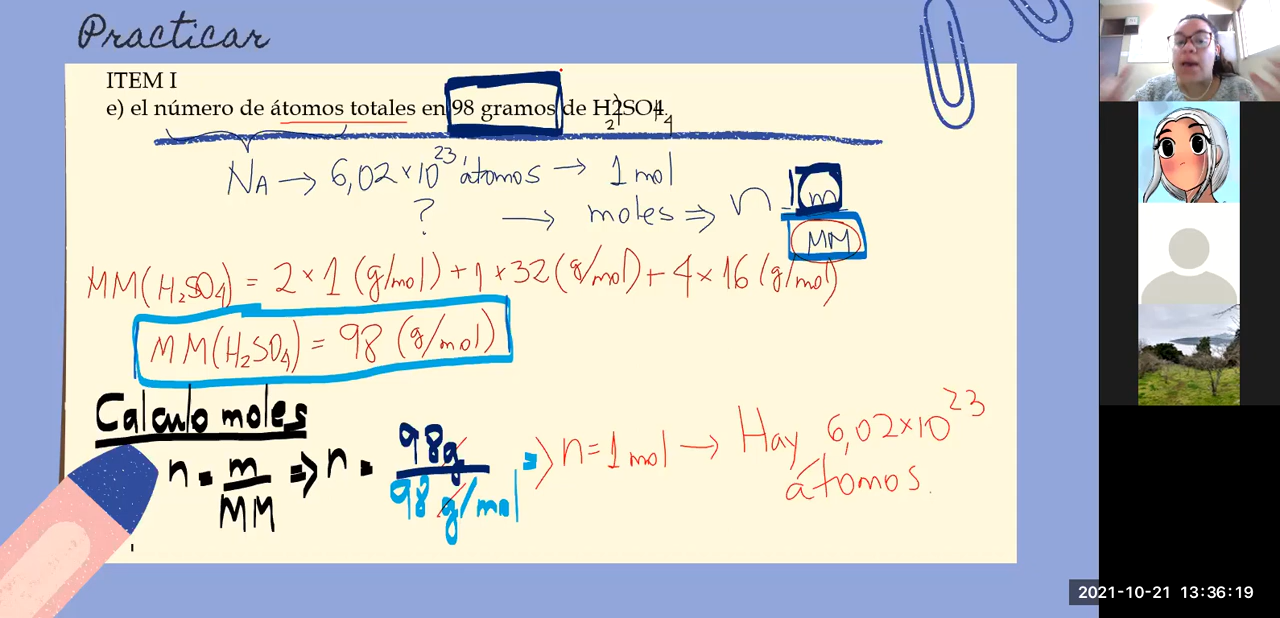 Practicar
ITEM I
e) el número de átomos totales en 98 gramos de H2SO4.
2 4
NA → 6,02×10²³ átomos → 1 mol
? → moles ⇒ n = m / MM
MM(H₂SO₄) = 2×1 (g/mol) + 1×32 (g/mol) + 4×16 (g/mol)
MM(H₂SO₄) = 98 (g/mol)
Calculo moles
n = m / MM ⇒ n = 98g / 98 g/mol ⇒ n = 1 mol → Hay 6,02×10²³
átomos.
2021-10-21 13:36:19